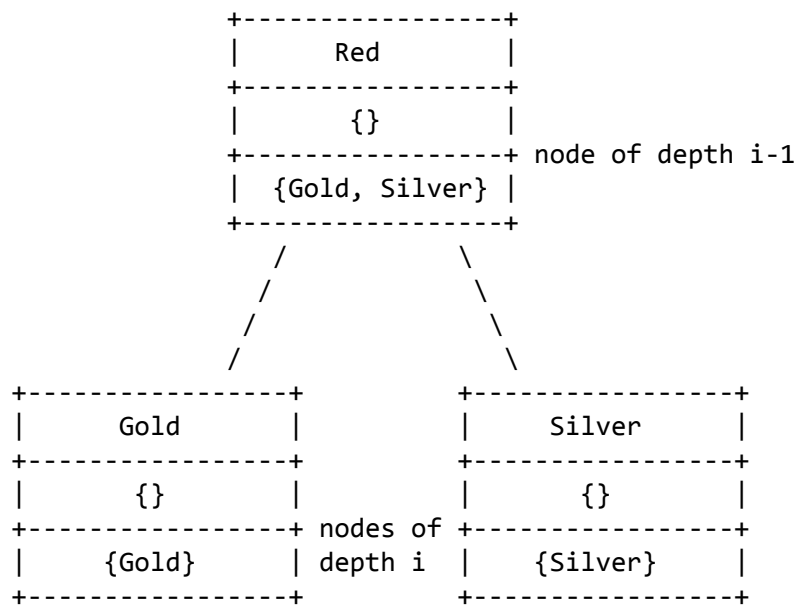 Red
{}
node of depth i-1
{Gold, Silver}
Gold
Silver
{}
{}
nodes of
{Gold}
depth i
{Silver}